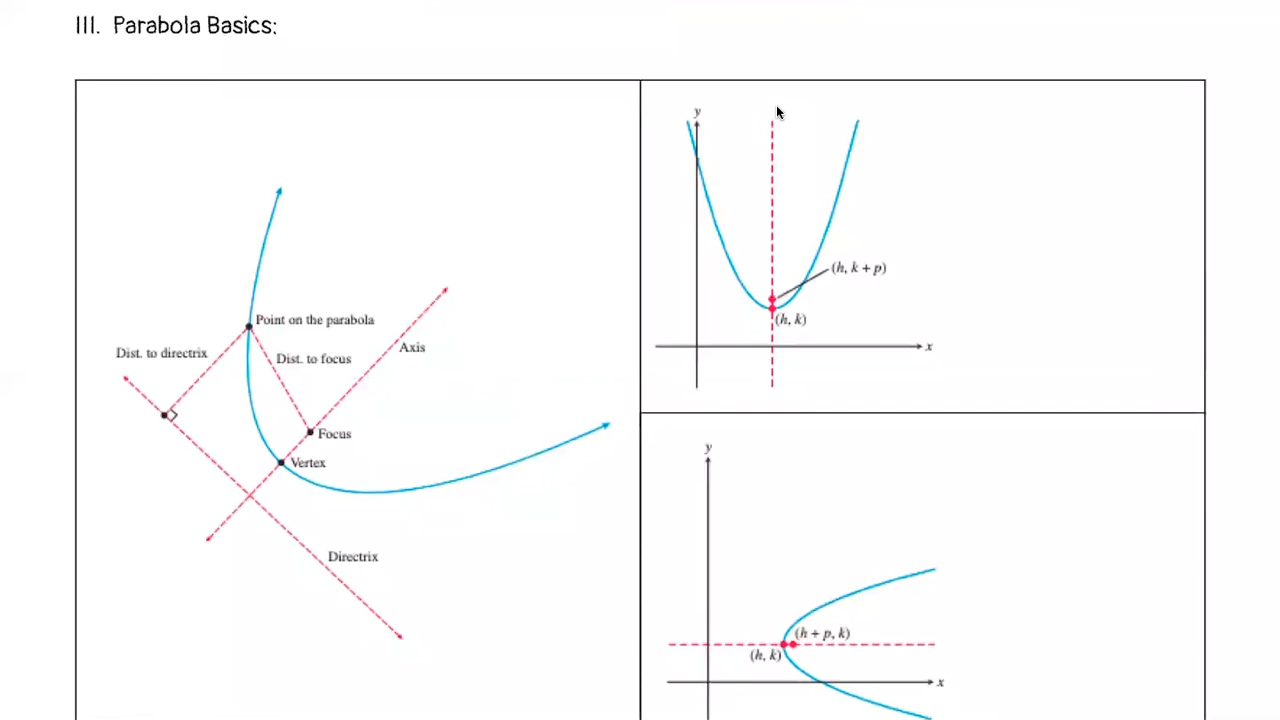 III. Parabola Basics:
Point on the parabola
Dist. to directrix
Dist. to focus
Axis
Focus
Vertex
Directrix
y
(h, k + p)
(h, k)
x
y
(h + p, k)
(h, k)
x